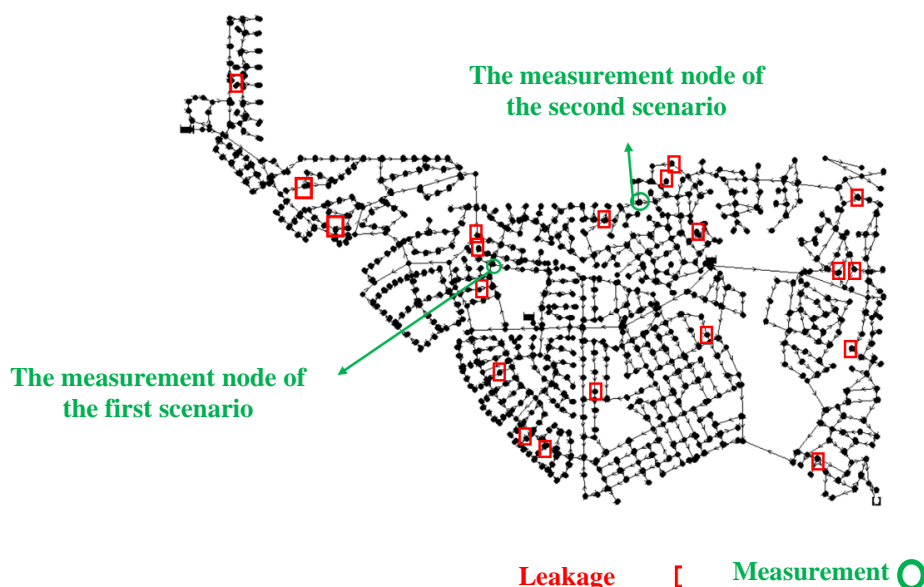 The measurement node of
the second scenario
The measurement node of
the first scenario
Leakage
Measurement